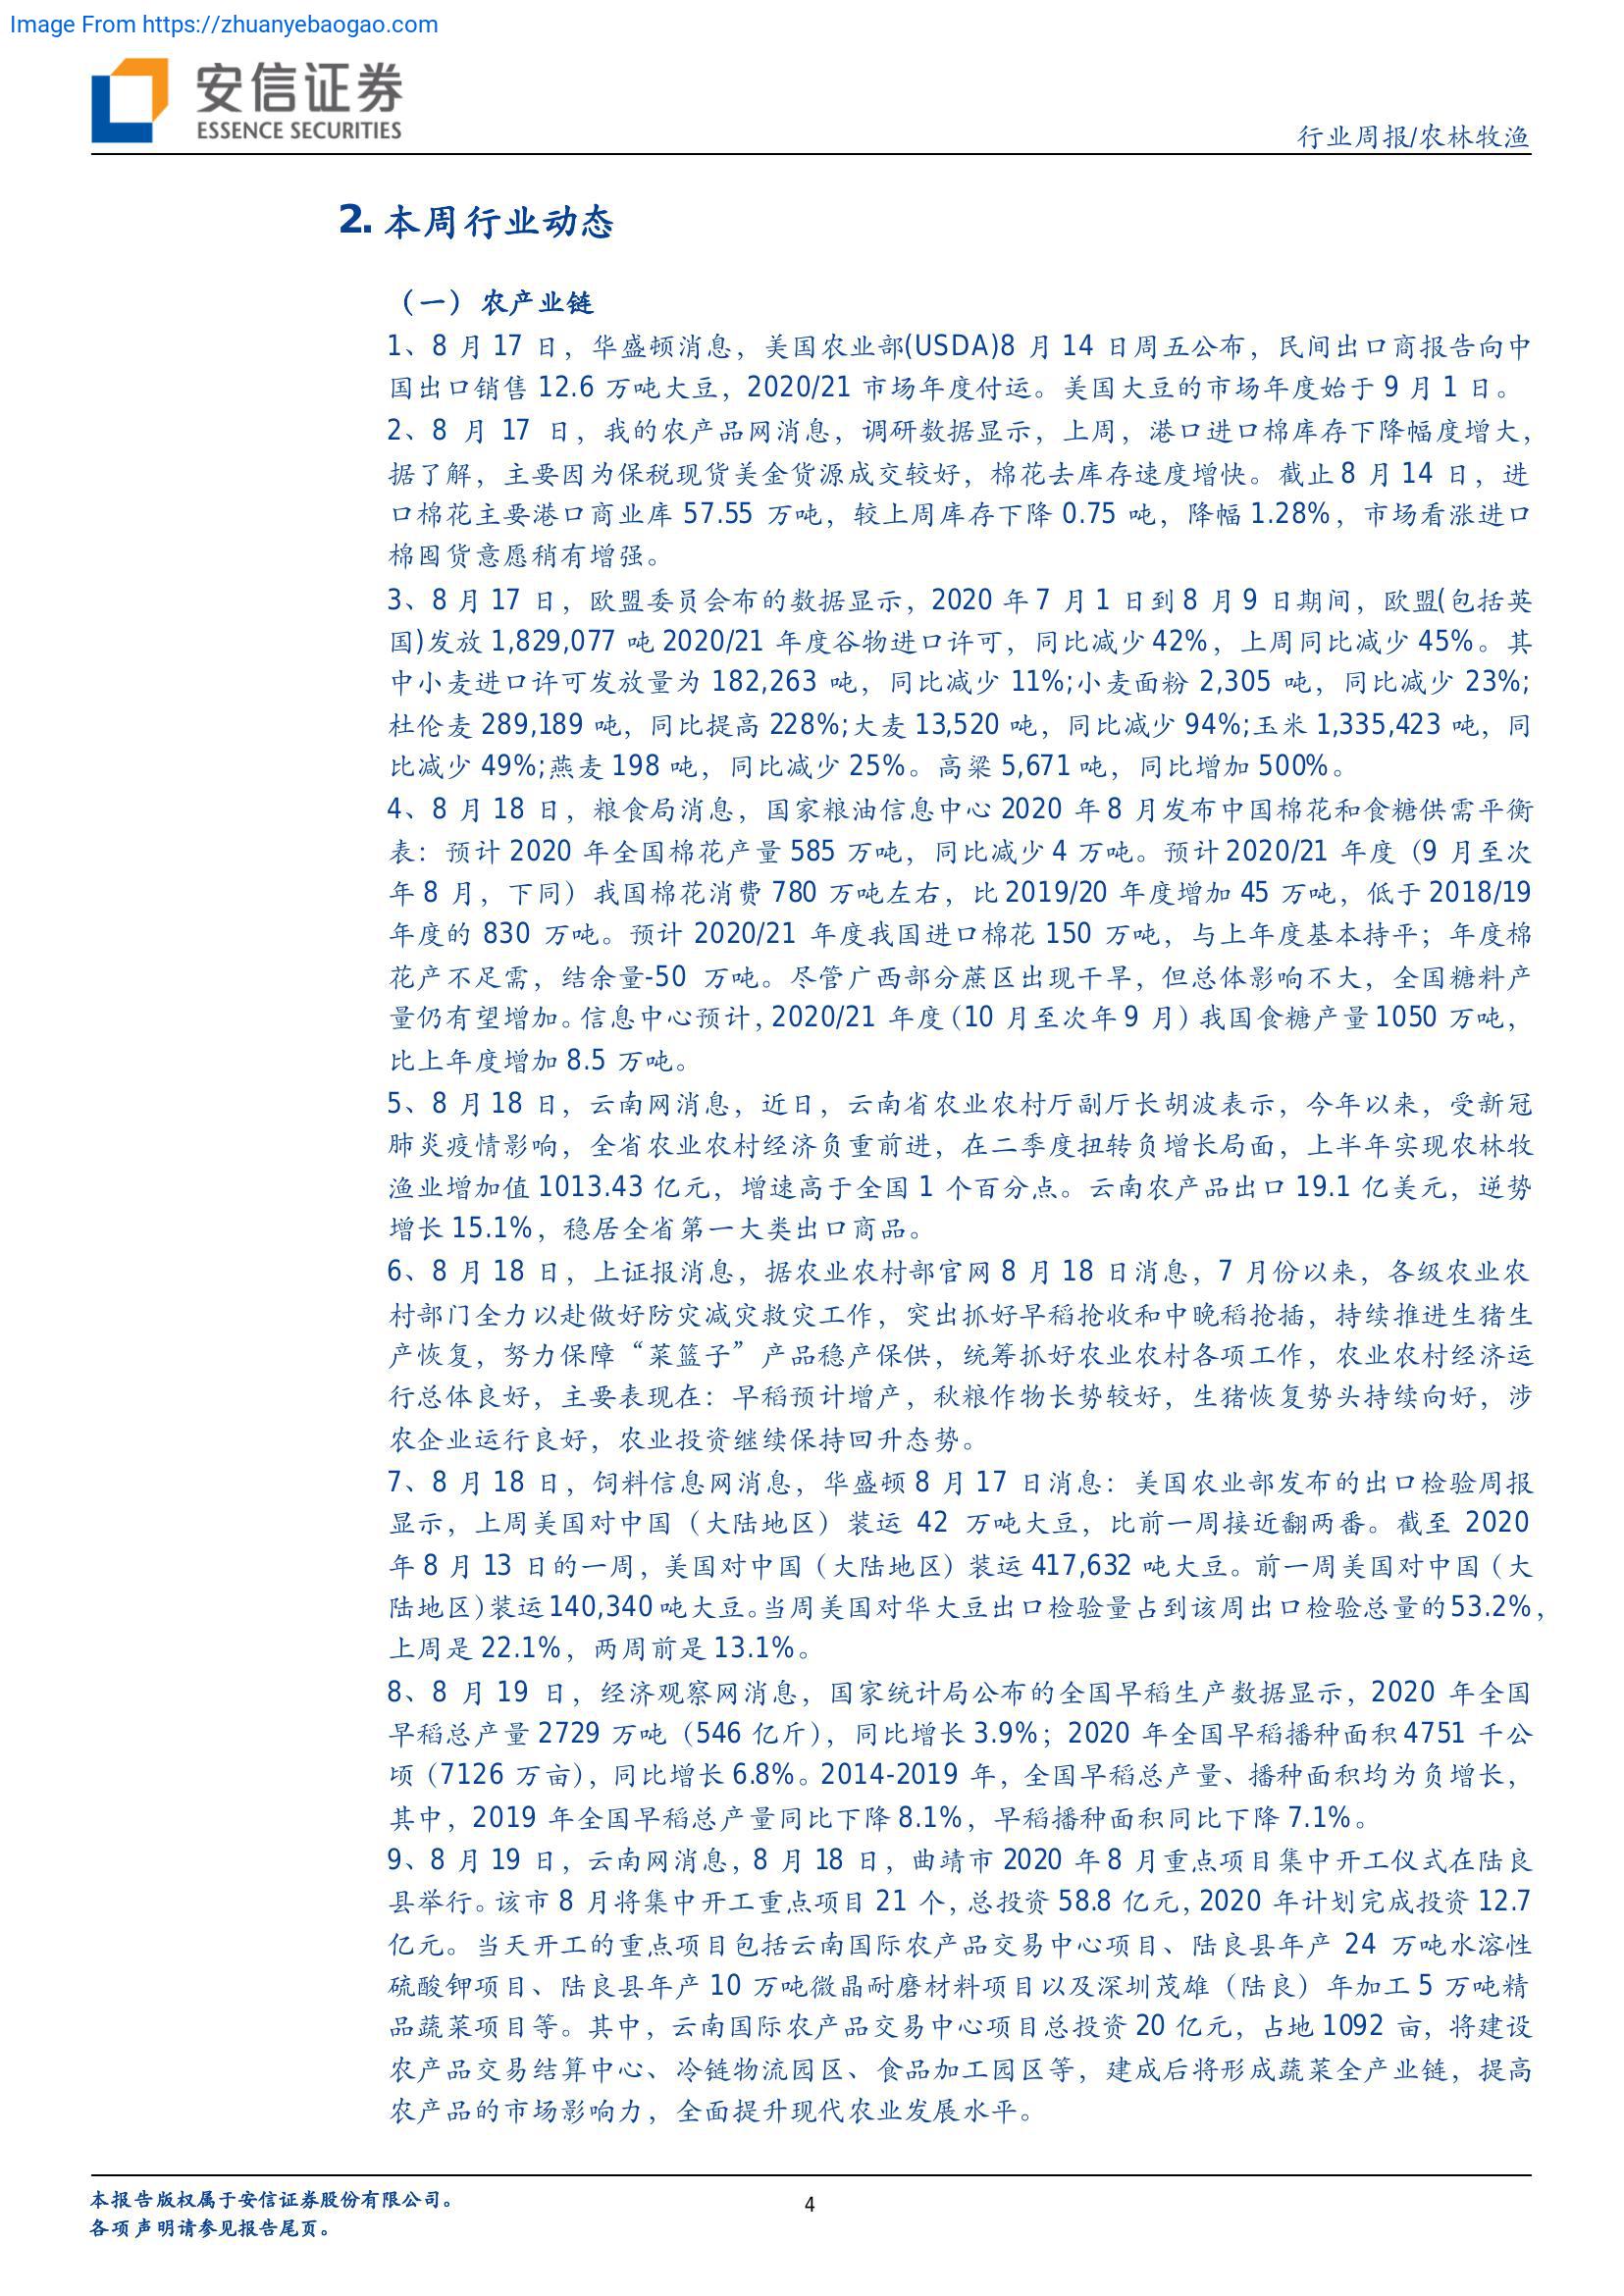 Image From https://zhuanyebaogao.com
安信证券
ESSENCE SECURITIES
行业周报/农林牧渔
2. 本周行业动态
（一） 农产业链
1、8 月 17 日，华盛顿消息，美国农业部(USDA)8 月 14 日周五公布，民间出口商报告向中
国出口销售 12.6 万吨大豆，2020/21 市场年度付运。美国大豆的市场年度始于 9 月 1 日。
2、8 月 17 日，我的农产品网消息，调研数据显示，上周，港口进口棉库存下降幅度增大，
据了解，主要因为保税现货美金货源成交较好，棉花去库存速度增快。截止 8 月 14 日，进
口棉花主要港口商业库 57.55 万吨，较上周库存下降 0.75 吨，降幅 1.28%，市场看涨进口
棉囤货意愿稍有增强。
3、8 月 17 日，欧盟委员会布的数据显示，2020 年 7 月 1 日到 8 月 9 日期间，欧盟(包括英
国)发放 1,829,077 吨 2020/21 年度谷物进口许可，同比减少 42%，上周同比减少 45%。其
中小麦进口许可发放量为 182,263 吨，同比减少 11%;小麦面粉 2,305 吨，同比减少 23%;
杜伦麦 289,189 吨，同比提高 228%;大麦 13,520 吨，同比减少 94%;玉米 1,335,423 吨，同
比减少 49%;燕麦 198 吨，同比减少 25%。高粱 5,671 吨，同比增加 500%。
4、8 月 18 日，粮食局消息，国家粮油信息中心 2020 年 8 月发布中国棉花和食糖供需平衡
表：预计 2020 年全国棉花产量 585 万吨，同比减少 4 万吨。预计 2020/21 年度（9 月至次
年 8 月，下同）我国棉花消费 780 万吨左右，比 2019/20 年度增加 45 万吨，低于 2018/19
年度的 830 万吨。预计 2020/21 年度我国进口棉花 150 万吨，与上年度基本持平；年度棉
花产不足需，结余量-50 万吨。尽管广西部分蔗区出现干旱，但总体影响不大，全国糖料产
量仍有望增加。信息中心预计，2020/21 年度（10 月至次年 9 月）我国食糖产量 1050 万吨，
比上年度增加 8.5 万吨。
5、8 月 18 日，云南网消息，近日，云南省农业农村厅副厅长胡波表示，今年以来，受新冠
肺炎疫情影响，全省农业农村经济负重前进，在二季度扭转负增长局面，上半年实现农林牧
渔业增加值 1013.43 亿元，增速高于全国 1 个百分点。云南农产品出口 19.1 亿美元，逆势
增长 15.1%，稳居全省第一大类出口商品。
6、8 月 18 日，上证报消息，据农业农村部官网 8 月 18 日消息，7 月份以来，各级农业农
村部门全力以赴做好防灾减灾救灾工作，突出抓好早稻抢收和中晚稻抢插，持续推进生猪生
产恢复，努力保障“菜篮子”产品稳产保供，统筹抓好农业农村各项工作，农业农村经济运
行总体良好，主要表现在：早稻预计增产，秋粮作物长势较好，生猪恢复势头持续向好，涉
农企业运行良好，农业投资继续保持回升态势。
7、8 月 18 日，饲料信息网消息，华盛顿 8 月 17 日消息：美国农业部发布的出口检验周报
显示，上周美国对中国（大陆地区）装运 42 万吨大豆，比前一周接近翻两番。截至 2020
年 8 月 13 日的一周，美国对中国（大陆地区）装运 417,632 吨大豆。前一周美国对中国（大
陆地区）装运 140,340 吨大豆。当周美国对华大豆出口检验量占到该周出口检验总量的 53.2%，
上周是 22.1%，两周前是 13.1%。
8、8 月 19 日，经济观察网消息，国家统计局公布的全国早稻生产数据显示，2020 年全国
早稻总产量 2729 万吨（546 亿斤），同比增长 3.9%；2020 年全国早稻播种面积 4751 千公
顷（7126 万亩），同比增长 6.8%。2014-2019 年，全国早稻总产量、播种面积均为负增长，
其中，2019 年全国早稻总产量同比下降 8.1%，早稻播种面积同比下降 7.1%。
9、8 月 19 日，云南网消息，8 月 18 日，曲靖市 2020 年 8 月重点项目集中开工仪式在陆良
县举行。该市 8 月将集中开工重点项目 21 个，总投资 58.8 亿元，2020 年计划完成投资 12.7
亿元。当天开工的重点项目包括云南国际农产品交易中心项目、陆良县年产 24 万吨水溶性
硫酸钾项目、陆良县年产 10 万吨微晶耐磨材料项目以及深圳茂雄（陆良）年加工 5 万吨精
品蔬菜项目等。其中，云南国际农产品交易中心项目总投资 20 亿元，占地 1092 亩，将建设
农产品交易结算中心、冷链物流园区、食品加工园区等，建成后将形成蔬菜全产业链，提高
农产品的市场影响力，全面提升现代农业发展水平。
本报告版权属于安信证券股份有限公司。
各项声明请参见报告尾页。
4